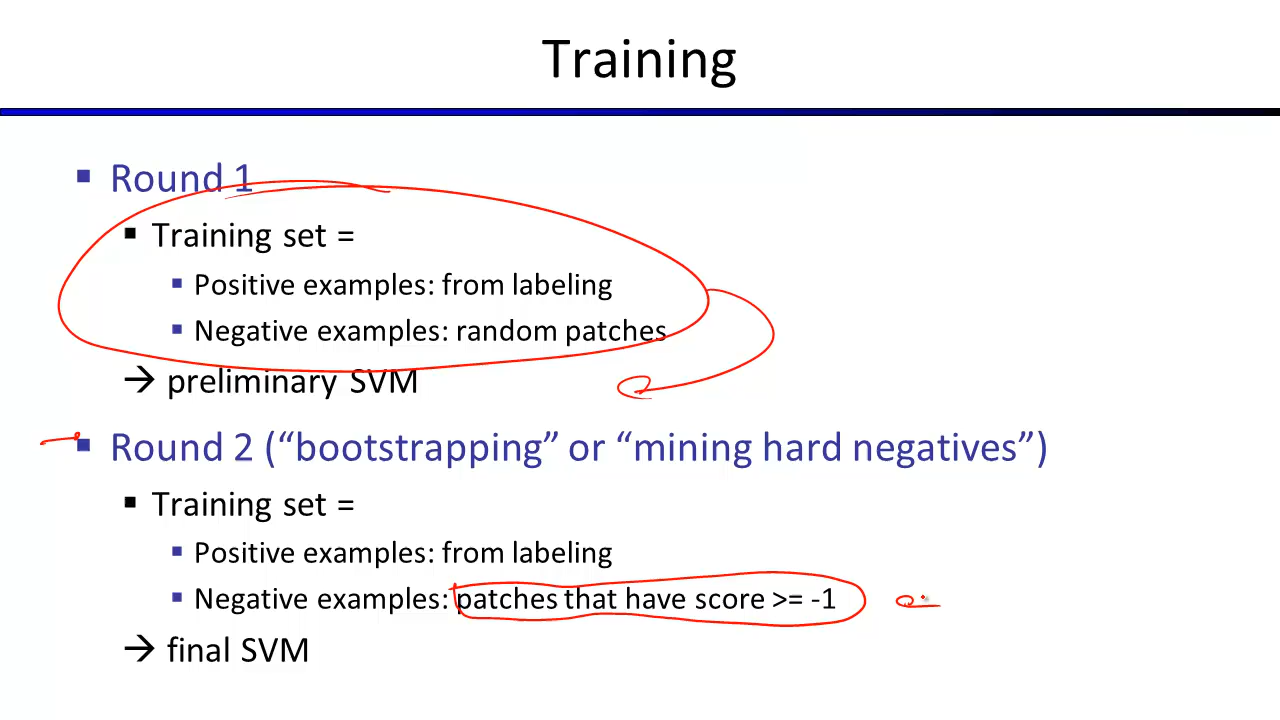 Training
▪ Round 1
▪ Training set =
▪ Positive examples: from labeling
▪ Negative examples: random patches
→ preliminary SVM
▪ Round 2 (“bootstrapping” or “mining hard negatives”)
▪ Training set =
▪ Positive examples: from labeling
▪ Negative examples: patches that have score >= -1
→ final SVM